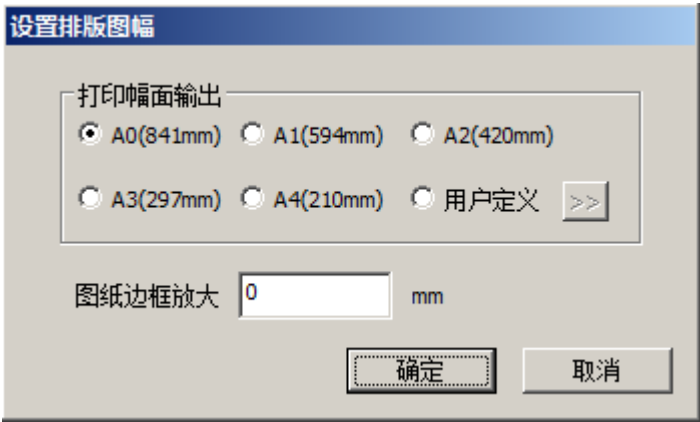 设置排版图幅
打印幅面输出
A0(841mm) A1(594mm) A2(420mm)
A3(297mm) A4(210mm) 用户定义 >>
图纸边框放大 0 mm
确定 取消